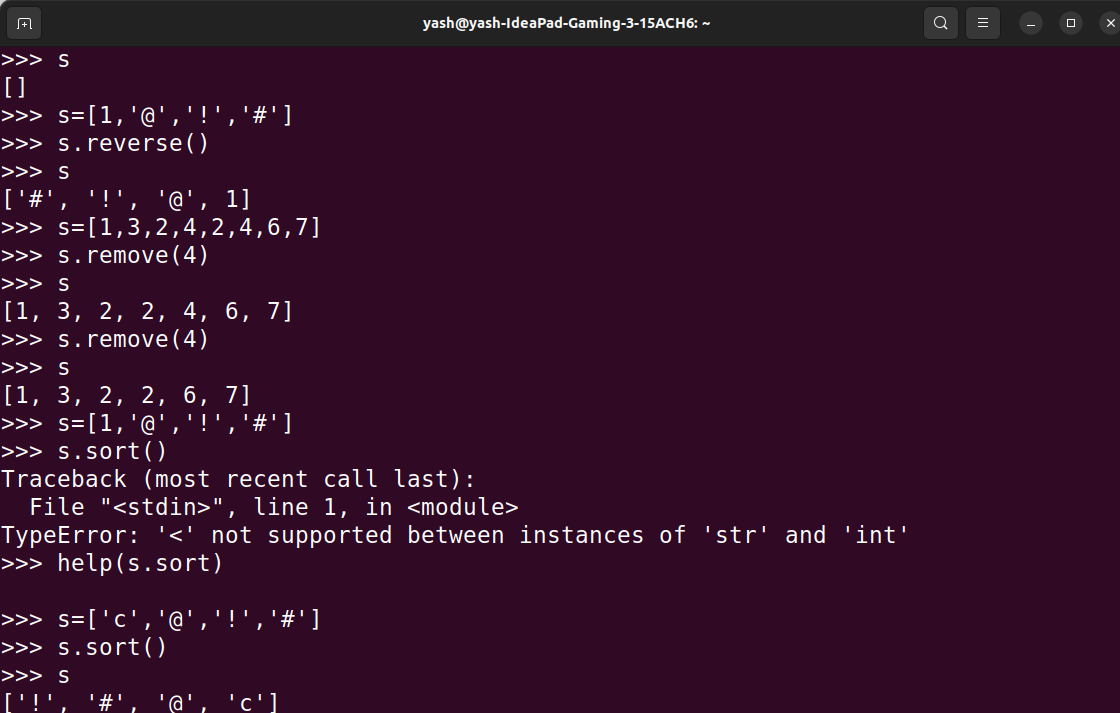 yash@yash-IdeaPad-Gaming-3-15ACH6: ~
>>> s
[]
>>> s=[1,'@','!','#']
>>> s.reverse()
>>> s
['#', '!', '@', 1]
>>> s=[1,3,2,4,2,4,6,7]
>>> s.remove(4)
>>> s
[1, 3, 2, 2, 4, 6, 7]
>>> s.remove(4)
>>> s
[1, 3, 2, 2, 6, 7]
>>> s=[1,'@','!','#']
>>> s.sort()
Traceback (most recent call last):
  File "<stdin>", line 1, in <module>
TypeError: '<' not supported between instances of 'str' and 'int'
>>> help(s.sort)

>>> s=['c','@','!','#']
>>> s.sort()
>>> s
['!', '#', '@', 'c']